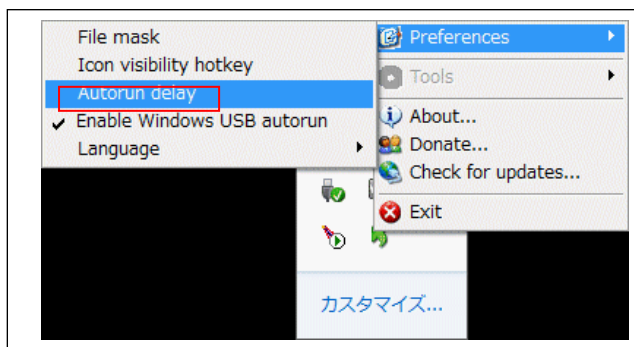 File mask
Icon visibility hotkey
Autorun delay
Enable Windows USB autorun
Language
Preferences
Tools
About...
Donate...
Check for updates...
Exit
カスタマイズ...